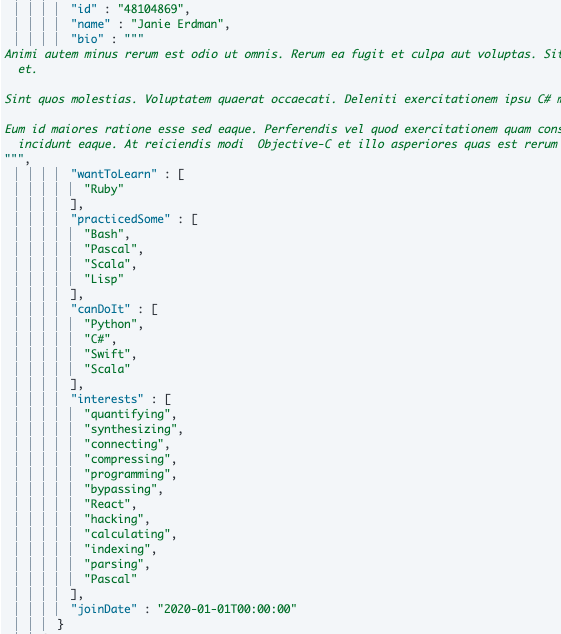 "id" : "48104869",
"name" : "Janie Erdman",
"bio" : """
Animi autem minus rerum est odio ut omnis. Rerum ea fugit et culpa aut voluptas. Sit
et.
Sint quos molestias. Voluptatem quaerat occaecati. Deleniti exercitationem ipsu C#
Eum id maiores ratione esse sed eaque. Perferendis vel quod exercitationem quam cons
incidunt eaque. At reiciendis modi  Objective-C et illo asperiores quas est rerum
""",
"wantToLearn" : [
"Ruby"
],
"practicedSome" : [
"Bash",
"Pascal",
"Scala",
"Lisp"
],
"canDoIt" : [
"Python",
"C#",
"Swift",
"Scala"
],
"interests" : [
"quantifying",
"synthesizing",
"connecting",
"compressing",
"programming",
"bypassing",
"React",
"hacking",
"calculating",
"indexing",
"parsing",
"Pascal"
],
"joinDate" : "2020-01-01T00:00:00"
}